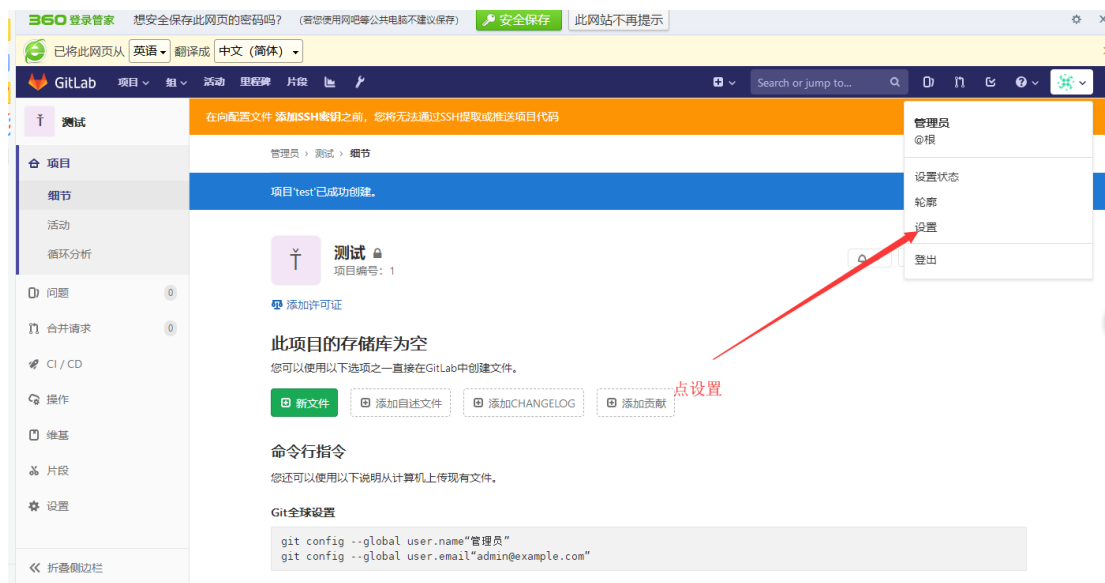 360 登录管家 想安全保存此网页的密码吗? (若您使用网吧等公共电脑不建议保存) 安全保存 此网站不再提示
已将此网页从 英语 翻译成 中文（简体）
GitLab 项目 组 活动 里程碑 片段 Search or jump to...
Ť 测试
在向配置文件 添加SSH密钥之前，您将无法通过SSH提取或推送项目代码
管理员
@根
管理员 > 测试 > 细节
项目
细节
项目'test'已成功创建。
设置状态
轮廓
设置
登出
活动
循环分析
Ť 测试
项目编号：1
问题 0
添加许可证
合并请求 0
此项目的存储库为空
CI / CD
您可以使用以下选项之一直接在GitLab中创建文件。
点设置
操作
新文件 添加自述文件 添加CHANGELOG 添加贡献
维基
命令行指令
片段
您还可以使用以下说明从计算机上传现有文件。
设置
Git全球设置
git config --global user.name“管理员”
git config --global user.email“admin@example.com”
折叠侧边栏